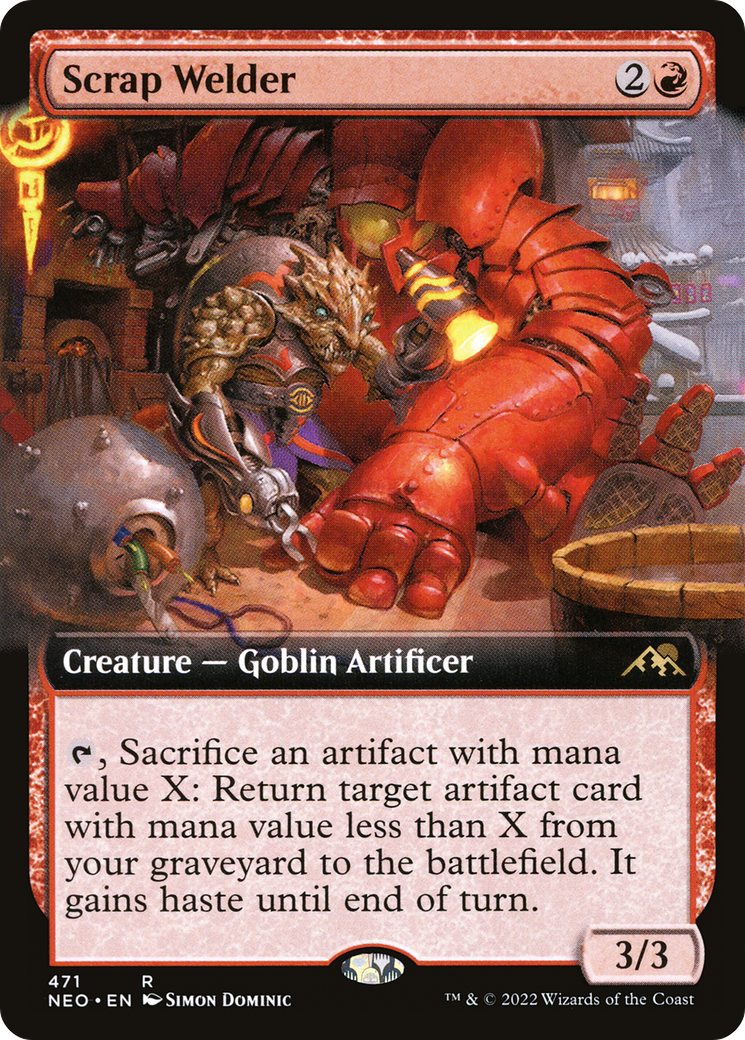 Scrap Welder 2
Creature — Goblin Artificer
, Sacrifice an artifact with mana
value X: Return target artifact card
with mana value less than X from
your graveyard to the battlefield. It
gains haste until end of turn.
3/3
471 R
NEO • EN Simon Dominic
™ & © 2022 Wizards of the Coast